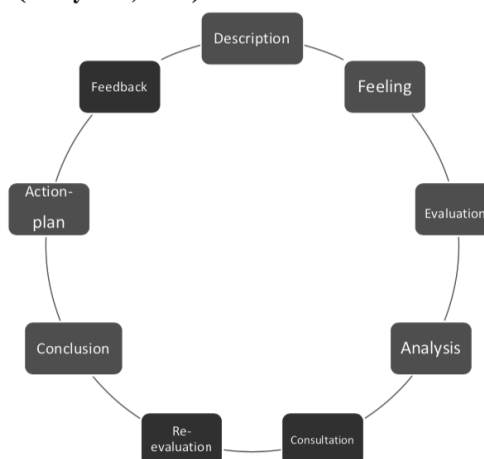 Description
Feeling
Evaluation
Analysis
Consultation
Re-
evaluation
Conclusion
Action-
plan
Feedback